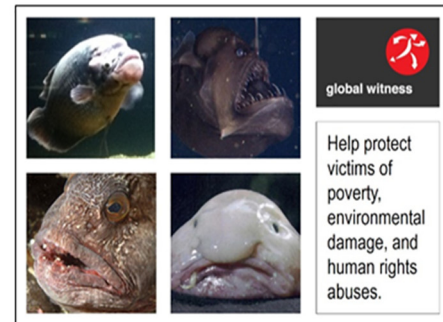 global witness
Help protect
victims of
poverty,
environmental
damage, and
human rights
abuses.